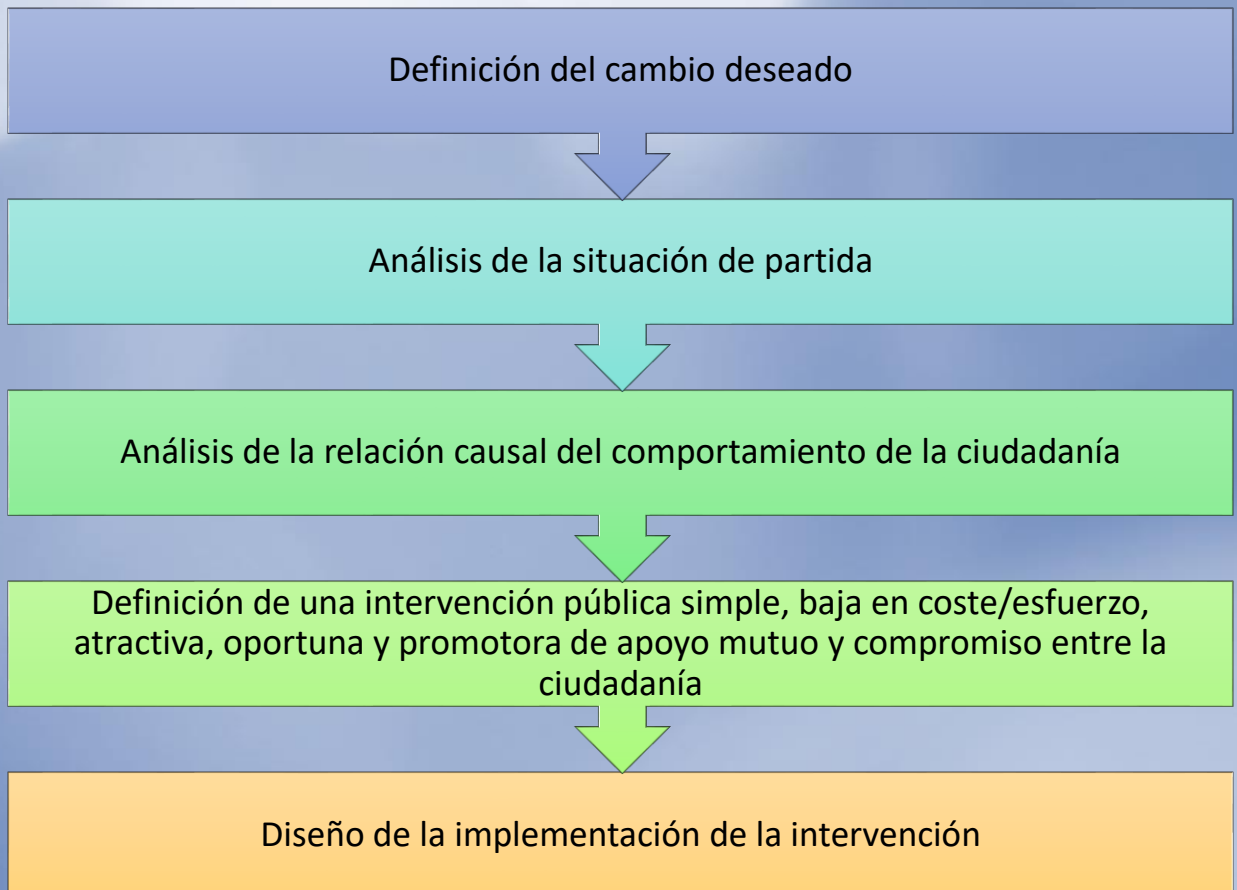 Definición del cambio deseado
Análisis de la situación de partida
Análisis de la relación causal del comportamiento de la ciudadanía
Definición de una intervención pública simple, baja en coste/esfuerzo,
atractiva, oportuna y promotora de apoyo mutuo y compromiso entre la
ciudadanía
Diseño de la implementación de la intervención